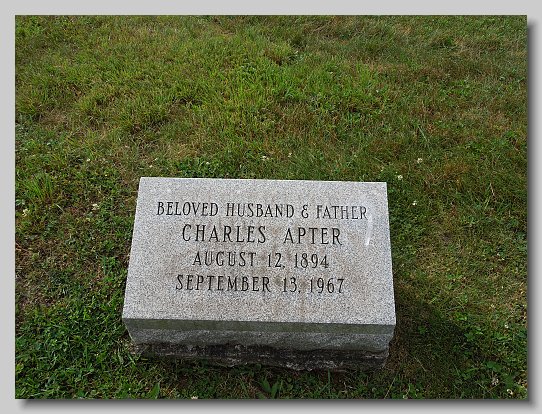 BELOVED HUSBAND & FATHER
CHARLES APTER
AUGUST 12, 1894
SEPTEMBER 13, 1967